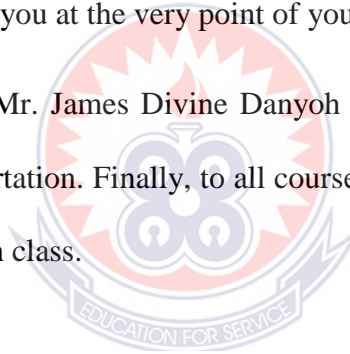 you at the very point of you
Mr. James Divine Danyoh
rtation. Finally, to all course
class.
EDUCATION FOR SERVICE